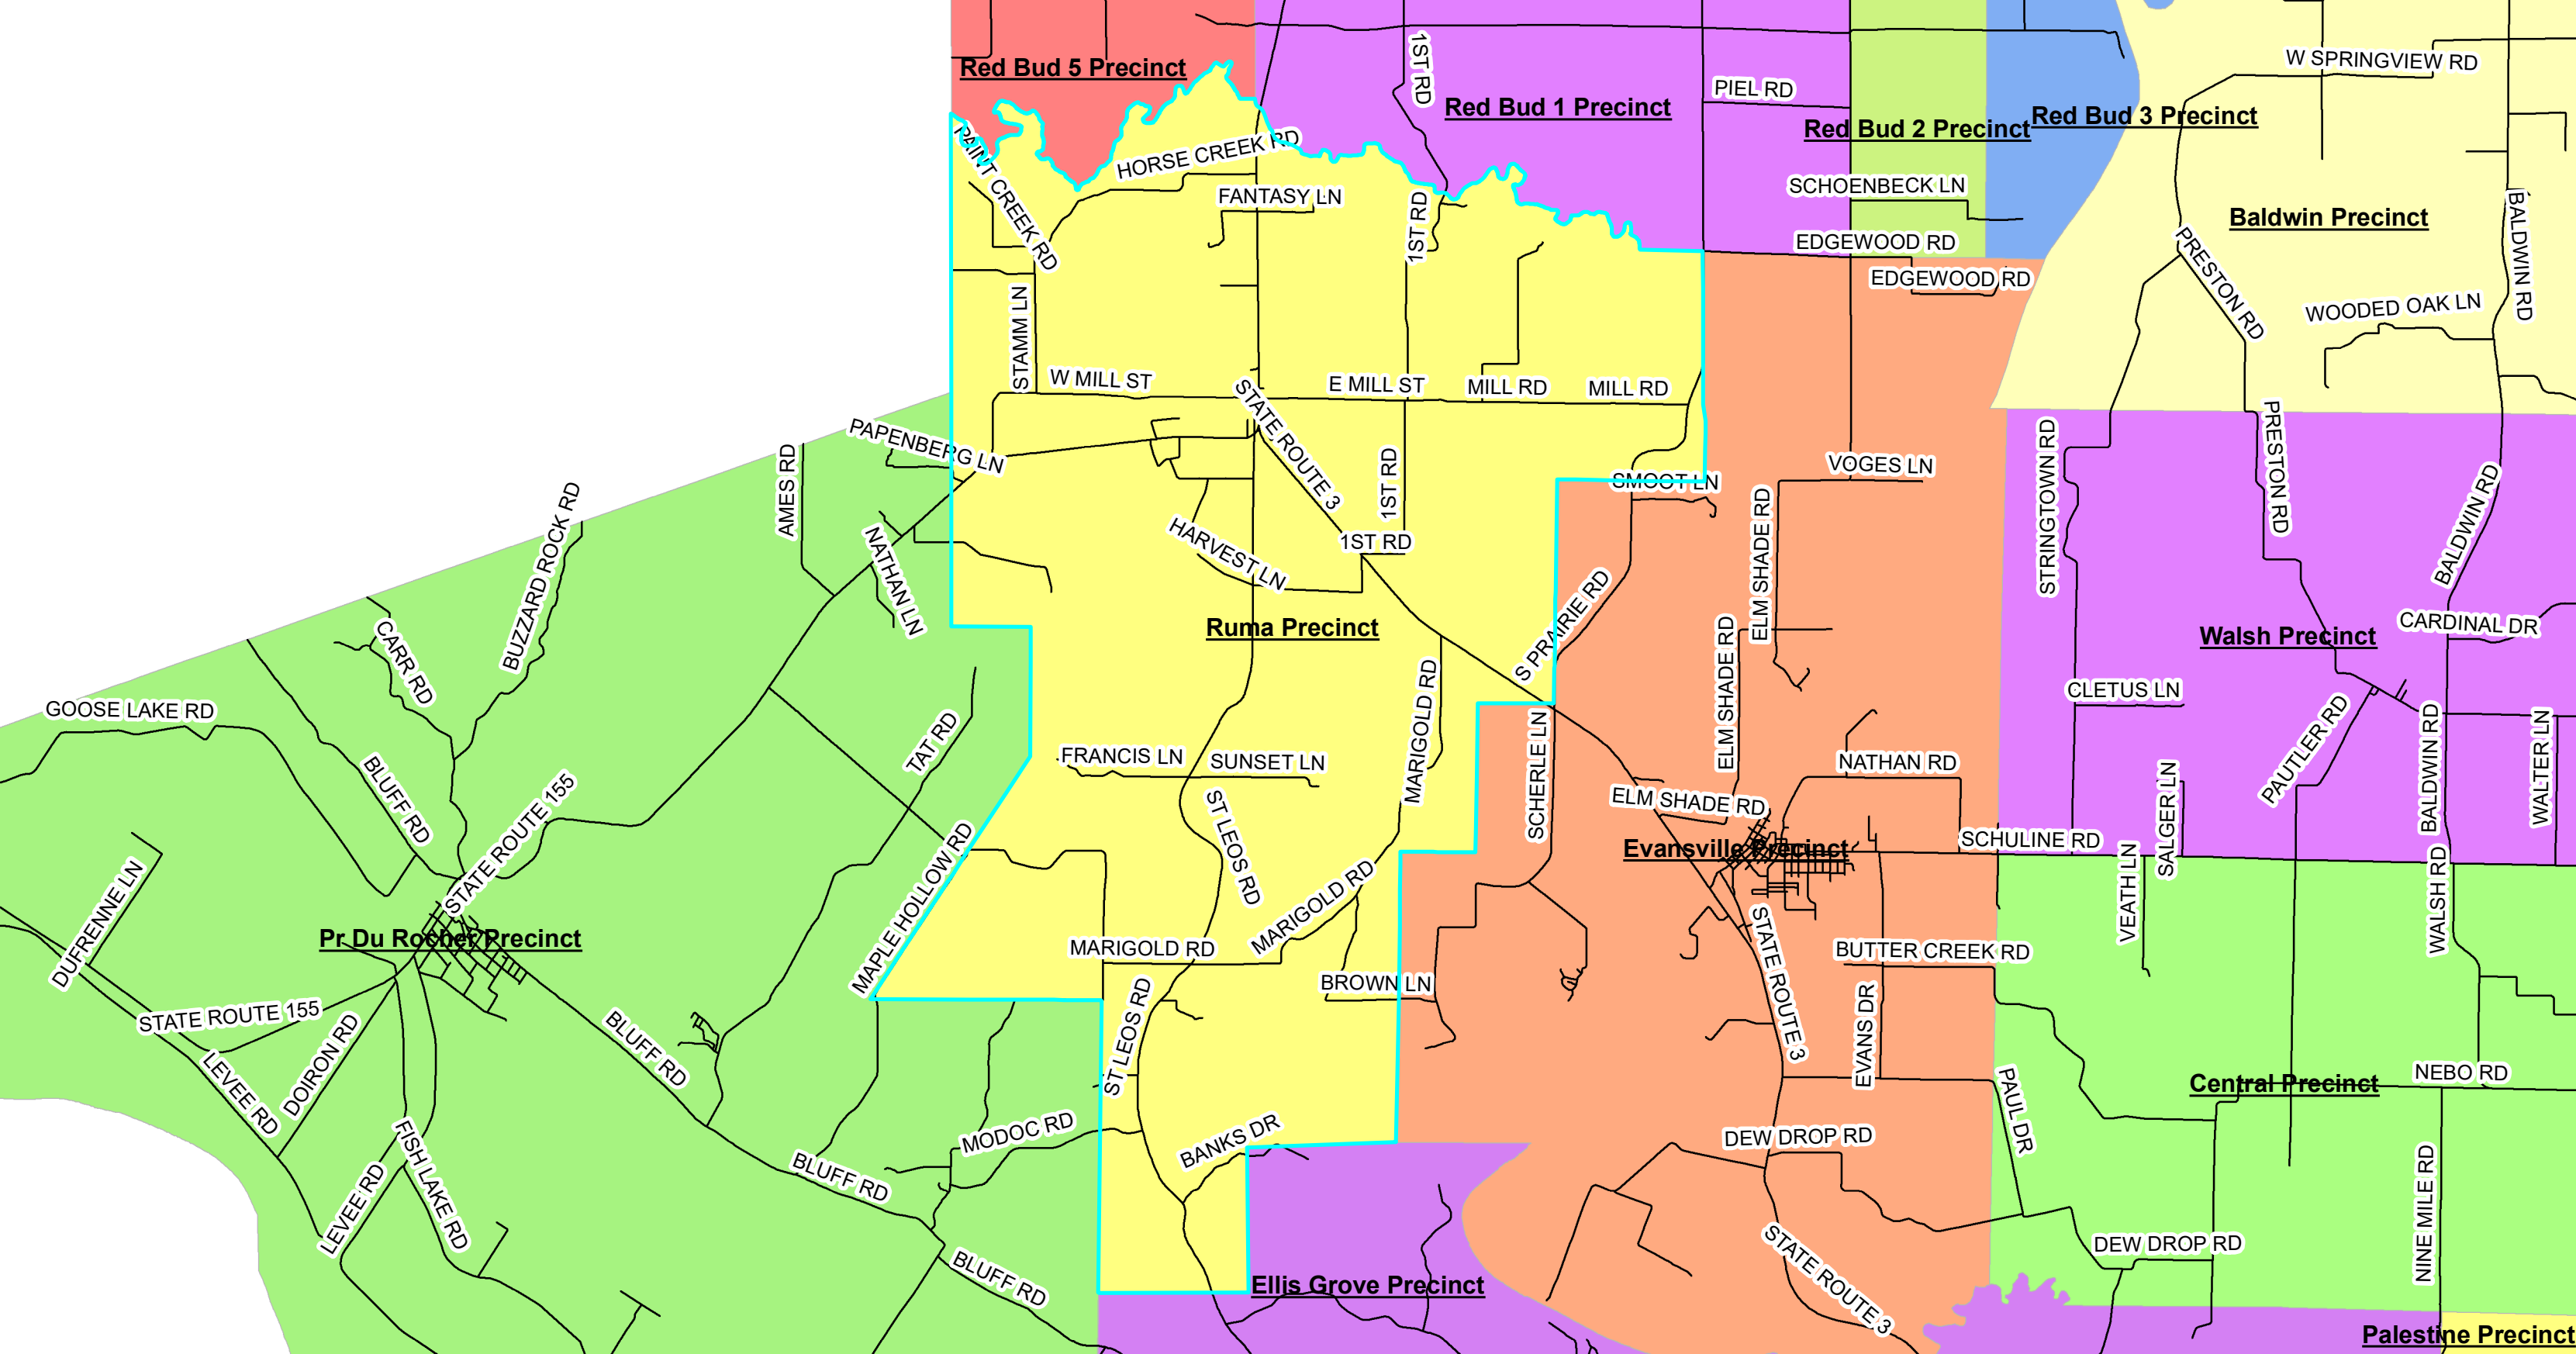 Red Bud 5 Precinct
1ST RD
Red Bud 1 Precinct
PIEL RD
Red Bud 2 Precinct
Red Bud 3 Precinct
W SPRINGVIEW RD
PAINT CREEK RD
HORSE CREEK RD
FANTASY LN
1ST RD
SCHOENBECK LN
EDGEWOOD RD
EDGEWOOD RD
Baldwin Precinct
PRESTON RD
BALDWIN RD
WOODED OAK LN
STAMM LN
W MILL ST
E MILL ST
MILL RD
MILL RD
STATE ROUTE 3
PAPENBERG LN
AMES RD
BUZZARD ROCK RD
NATHAN LN
HARVEST LN
1ST RD
1ST RD
SMOOT LN
VOGES LN
ELM SHADE RD
STRINGTOWN RD
PRESTON RD
BALDWIN RD
CARR RD
Ruma Precinct
S PRAIRIE RD
ELM SHADE RD
Walsh Precinct
CARDINAL DR
GOOSE LAKE RD
BLUFF RD
TAT RD
FRANCIS LN
SUNSET LN
MARIGOLD RD
SCHERLE LN
NATHAN RD
CLETUS LN
PAUTLER RD
BALDWIN RD
WALTER LN
STATE ROUTE 155
MAPLE HOLLOW RD
ST LEOS RD
ELM SHADE RD
Evansville Precinct
SCHULINE RD
SALGER LN
VEATH LN
WALSH RD
DUFRENNE LN
Pr Du Rocher Precinct
MARIGOLD RD
MARIGOLD RD
BROWN LN
STATE ROUTE 3
BUTTER CREEK RD
STATE ROUTE 155
DOIRON RD
LEVEE RD
BLUFF RD
ST LEOS RD
EVANS DR
PAUL DR
Central Precinct
NEBO RD
FISH LAKE RD
LEVEE RD
BLUFF RD
MODOC RD
BANKS DR
DEW DROP RD
NINE MILE RD
DEW DROP RD
BLUFF RD
Ellis Grove Precinct
STATE ROUTE 3
Palestine Precinct